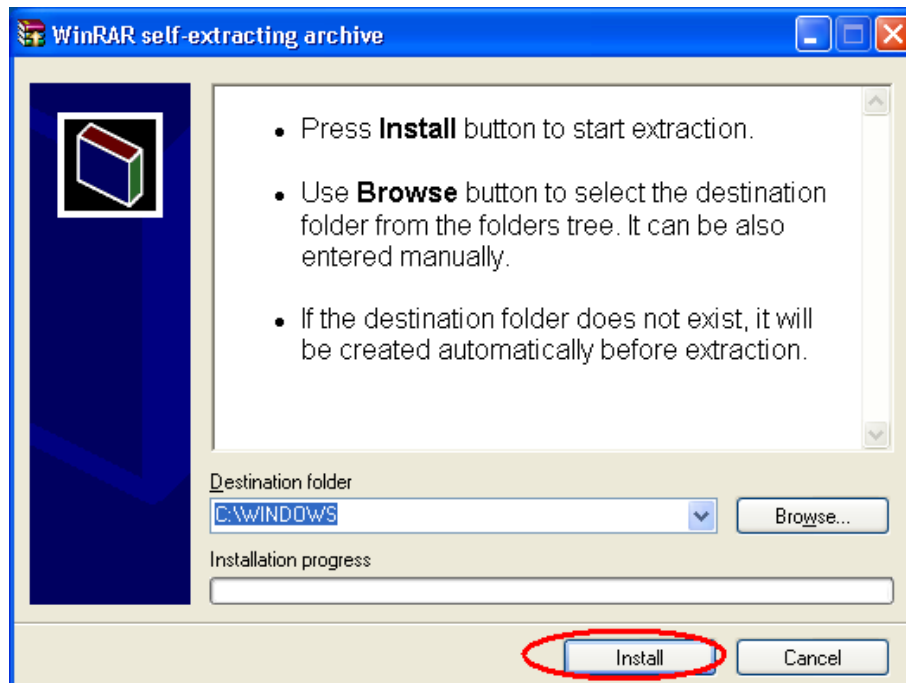 WinRAR self-extracting archive
• Press Install button to start extraction.
• Use Browse button to select the destination
folder from the folders tree. It can be also
entered manually.
• If the destination folder does not exist, it will
be created automatically before extraction.
Destination folder
C:\WINDOWS
Browse...
Installation progress
Install
Cancel